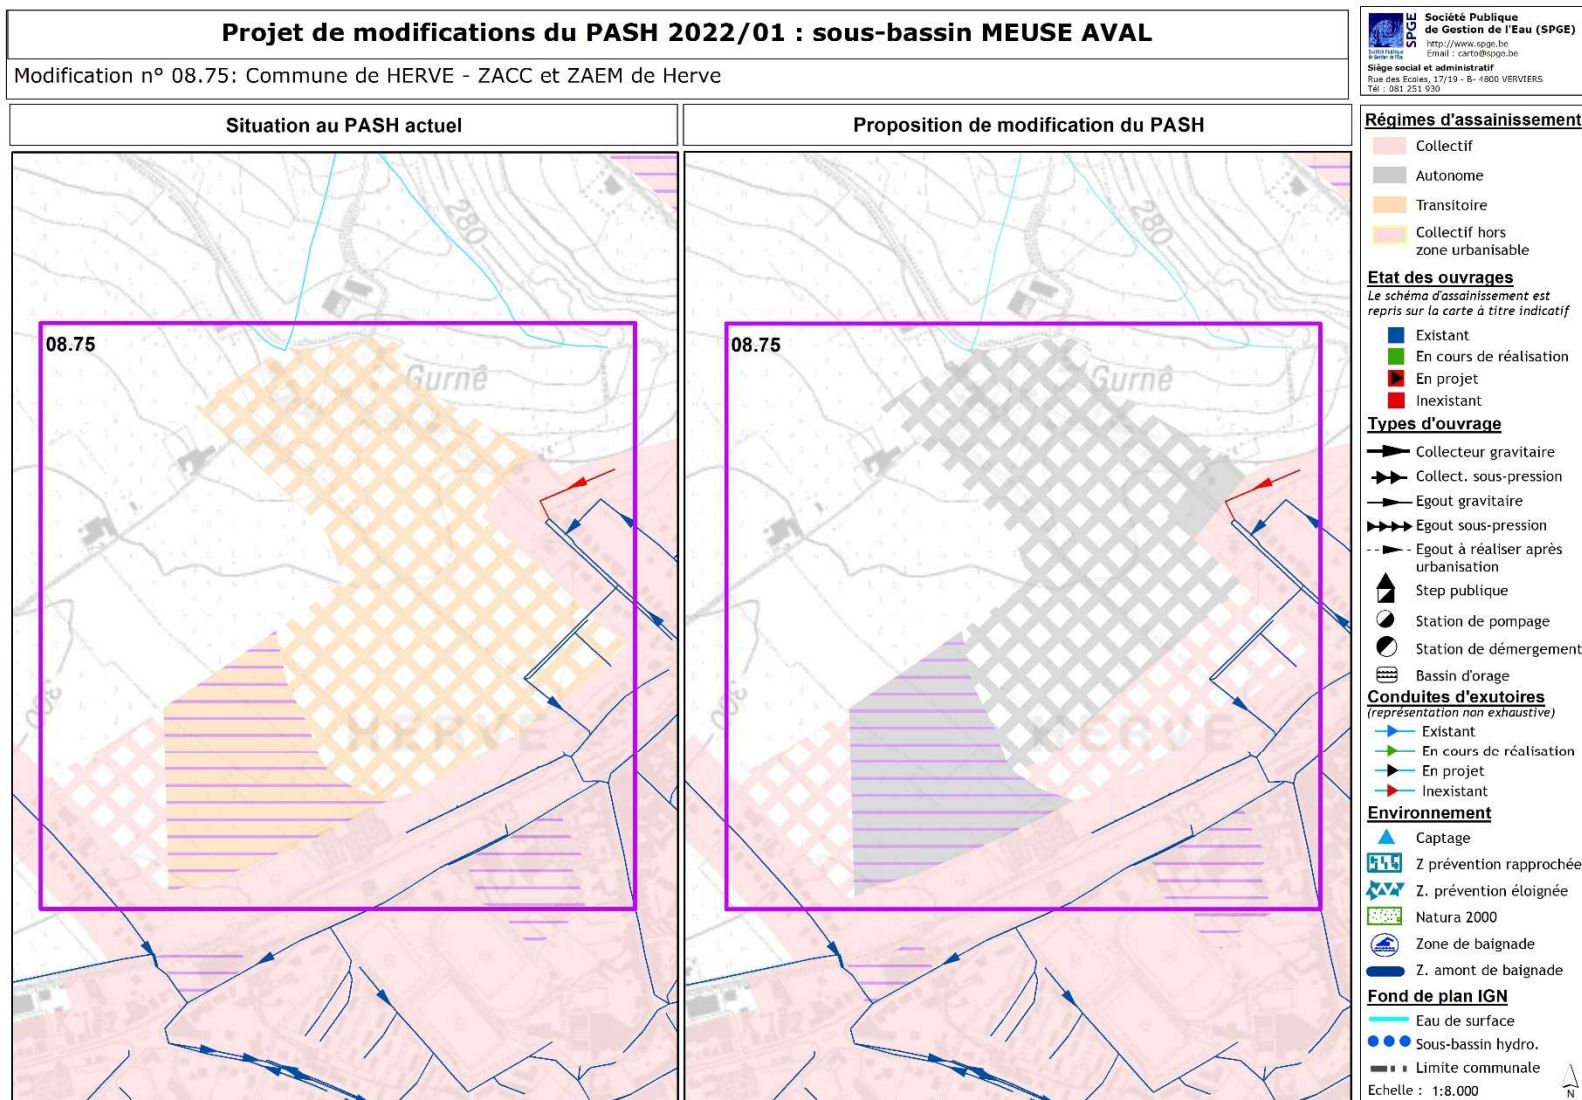 Projet de modifications du PASH 2022/01 : sous-bassin MEUSE AVAL
Modification n° 08.75: Commune de HERVE - ZACC et ZAEM de Herve
SPGE
Société Publique
de Gestion de l'Eau (SPGE)
http://www.spge.be
Email : carto@spge.be
Siège social et administratif
Rue des Ecoles, 17/19 - B- 4800 VERVIERS
Tél : 081 251 930
Situation au PASH actuel
280
08.75
Gurnê
300
HERVE
Proposition de modification du PASH
280
08.75
Gurnê
300
HERVE
Régimes d'assainissement
Collectif
Autonome
Transitoire
Collectif hors
zone urbanisable
Etat des ouvrages
Le schéma d'assainissement est
repris sur la carte à titre indicatif
Existant
En cours de réalisation
En projet
Inexistant
Types d'ouvrage
Collecteur gravitaire
Collect. sous-pression
Egout gravitaire
Egout sous-pression
Egout à réaliser après
urbanisation
Step publique
Station de pompage
Station de démergement
Bassin d'orage
Conduites d'exutoires
(représentation non exhaustive)
Existant
En cours de réalisation
En projet
Inexistant
Environnement
Captage
Z prévention rapprochée
Z. prévention éloignée
Natura 2000
Zone de baignade
Z. amont de baignade
Fond de plan IGN
Eau de surface
Sous-bassin hydro.
Limite communale
Echelle : 1:8.000
N